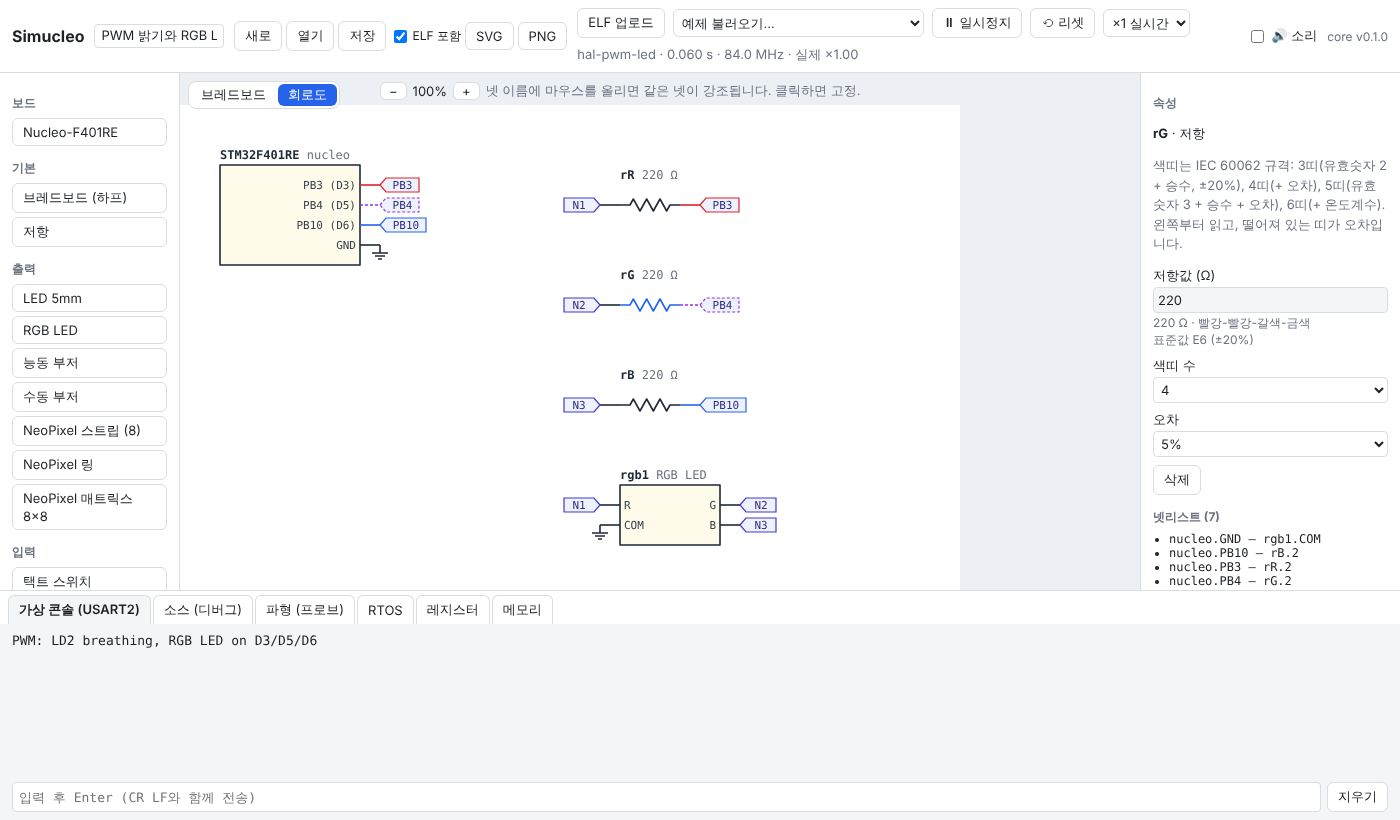 Simucleo
PWM 밝기와 RGB L
새로
열기
저장
ELF 포함
SVG
PNG
ELF 업로드
예제 불러오기...
⏸ 일시정지
⟲ 리셋
×1 실시간
hal-pwm-led · 0.060 s · 84.0 MHz · 실제 ×1.00
🔊 소리
core v0.1.0
보드
Nucleo-F401RE
기본
브레드보드 (하프)
저항
출력
LED 5mm
RGB LED
능동 부저
수동 부저
NeoPixel 스트립 (8)
NeoPixel 링
NeoPixel 매트릭스
8×8
입력
택트 스위치
브레드보드
회로도
− 100% +
넷 이름에 마우스를 올리면 같은 넷이 강조됩니다. 클릭하면 고정.
STM32F401RE nucleo
PB3 (D3) PB3
PB4 (D5) PB4
PB10 (D6) PB10
GND
rR 220 Ω
N1 PB3
rG 220 Ω
N2 PB4
rB 220 Ω
N3 PB10
rgb1 RGB LED
N1 R G N2
COM B N3
속성
rG · 저항
색띠는 IEC 60062 규격: 3띠(유효숫자 2
+ 승수, ±20%), 4띠(+ 오차), 5띠(유효
숫자 3 + 승수 + 오차), 6띠(+ 온도계수).
왼쪽부터 읽고, 떨어져 있는 띠가 오차입
니다.
저항값 (Ω)
220
220 Ω · 빨강-빨강-갈색-금색
표준값 E6 (±20%)
색띠 수
4
오차
5%
삭제
넷리스트 (7)
• nucleo.GND — rgb1.COM
• nucleo.PB10 — rB.2
• nucleo.PB3 — rR.2
• nucleo.PB4 — rG.2
가상 콘솔 (USART2)
소스 (디버그)
파형 (프로브)
RTOS
레지스터
메모리
PWM: LD2 breathing, RGB LED on D3/D5/D6
입력 후 Enter (CR LF와 함께 전송)
지우기